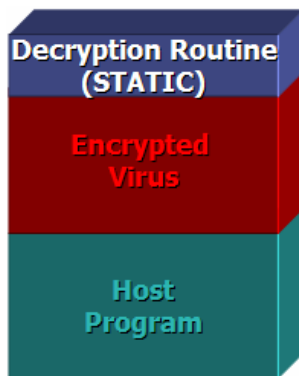 Decryption Routine
(STATIC)
Encrypted
Virus
Host
Program